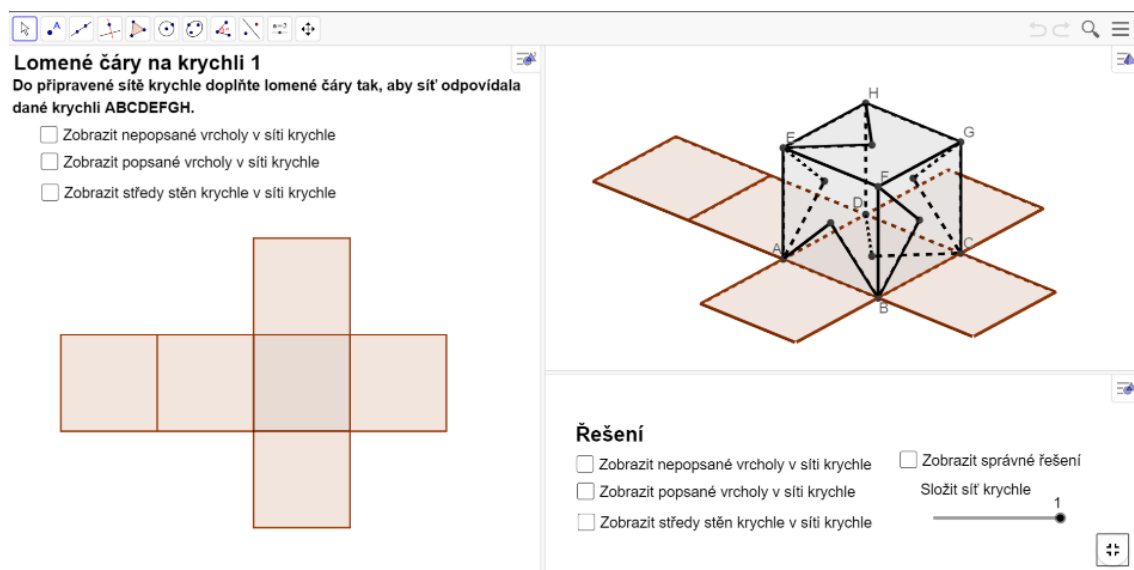 A
a=2
Lomené čáry na krychli 1
Do připravené sítě krychle doplňte lomené čáry tak, aby síť odpovídala
dané krychli ABCDEFGH.
Zobrazit nepopsané vrcholy v síti krychle
Zobrazit popsané vrcholy v síti krychle
Zobrazit středy stěn krychle v síti krychle
H
E
G
F
D
A
C
B
Řešení
Zobrazit nepopsané vrcholy v síti krychle
Zobrazit popsané vrcholy v síti krychle
Zobrazit středy stěn krychle v síti krychle
Zobrazit správné řešení
Složit síť krychle
1